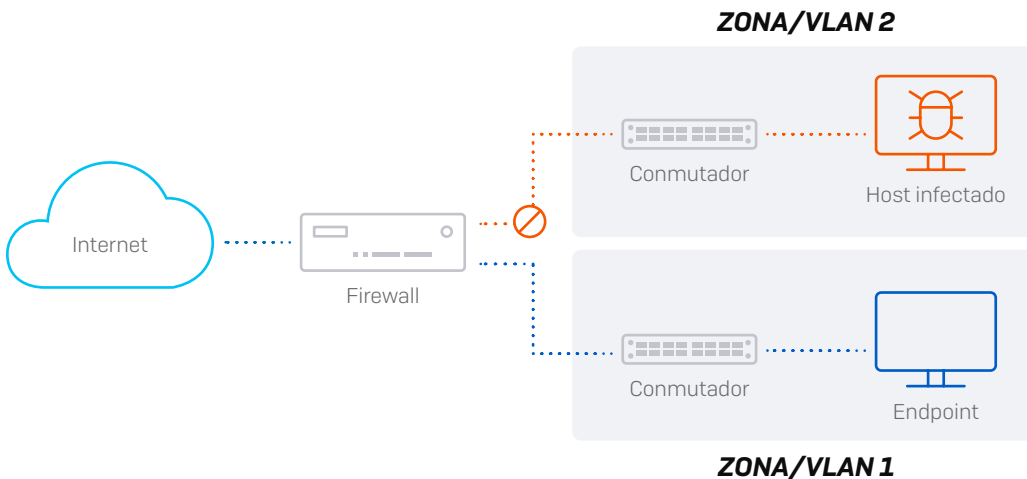 ZONA/VLAN 2
Conmutador
Host infectado
Internet
Firewall
Conmutador
Endpoint
ZONA/VLAN 1